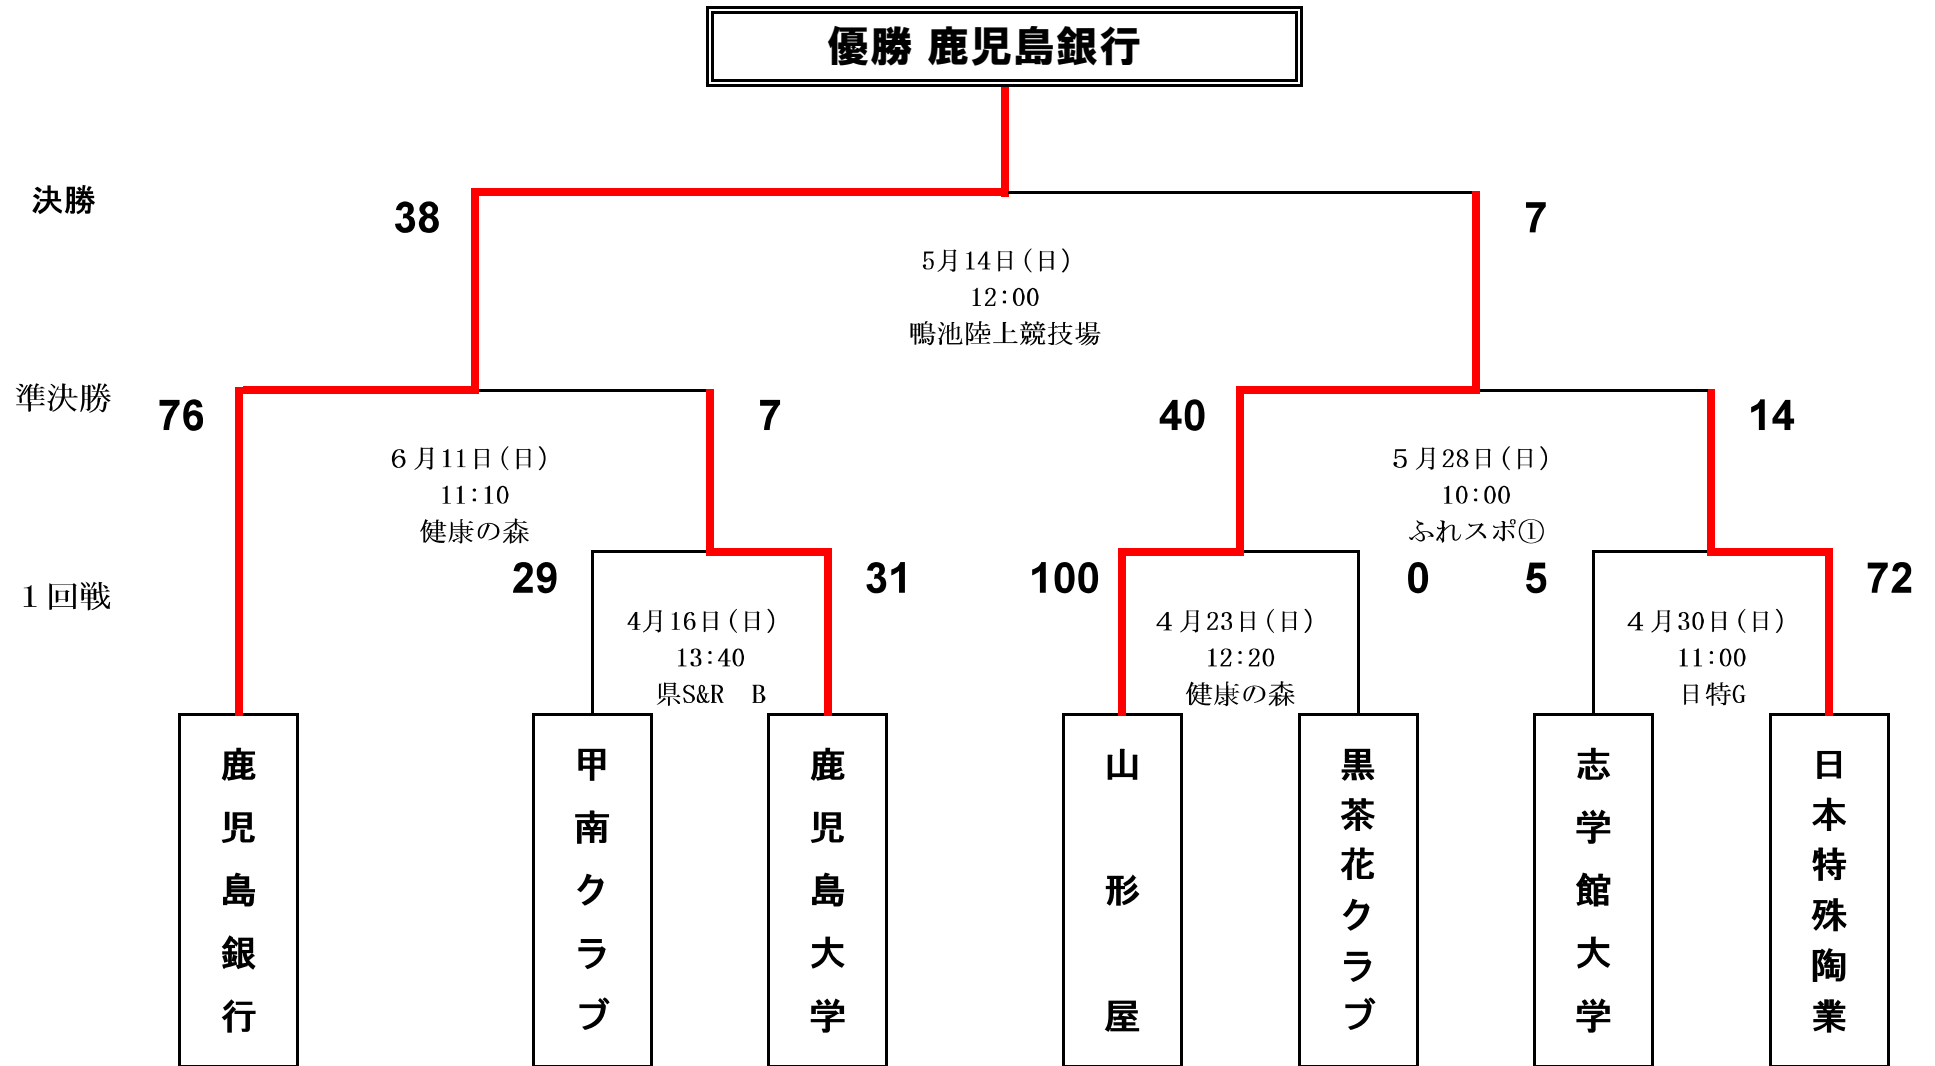 優勝 鹿児島銀行
決勝
38
7
5月14日(日)
12:00
鴨池陸上競技場
準決勝
76
7
40
14
６月11日(日)
11:10
健康の森
５月28日(日)
10:00
ふれスポ①
１回戦
29
31
100
0
5
72
4月16日(日)
13:40
県S&R　B
４月23日(日)
12:20
健康の森
４月30日(日)
11:00
日特G
鹿児島銀行
甲南クラブ
鹿児島大学
山形屋
黒茶花クラブ
志学館大学
日本特殊陶業